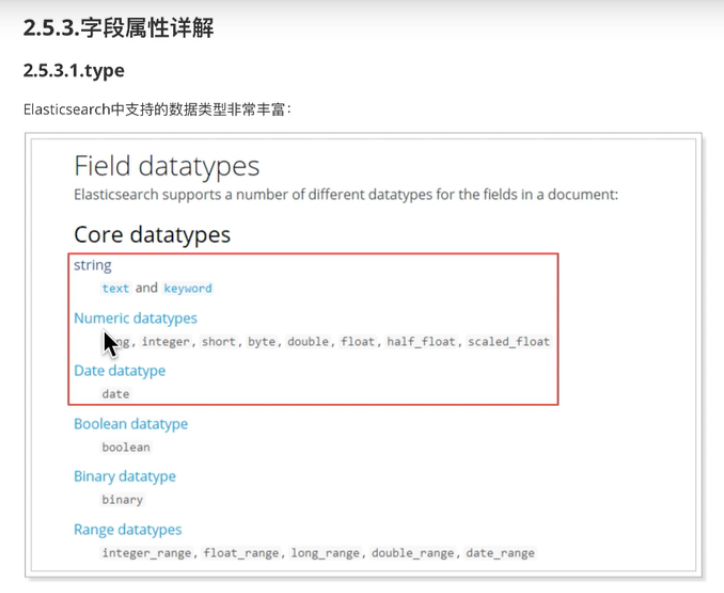 2.5.3.字段属性详解
2.5.3.1.type
Elasticsearch中支持的数据类型非常丰富：
Field datatypes
Elasticsearch supports a number of different datatypes for the fields in a document:
Core datatypes
string
text and keyword
Numeric datatypes
ng, integer, short, byte, double, float, half_float, scaled_float
Date datatype
date
Boolean datatype
boolean
Binary datatype
binary
Range datatypes
integer_range, float_range, long_range, double_range, date_range